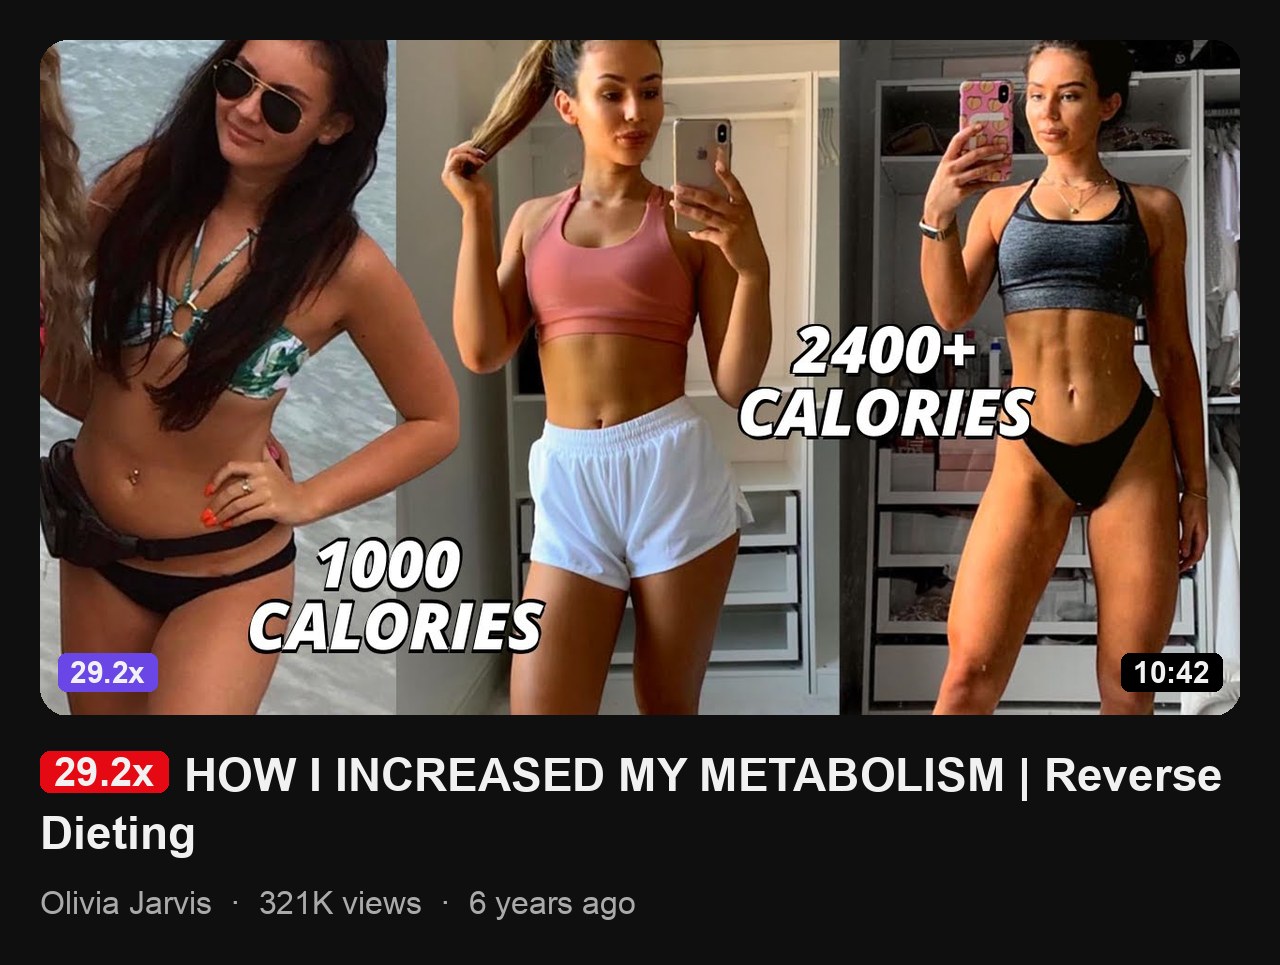 2400+
CALORIES
1000
CALORIES
29.2x
10:42
29.2x HOW I INCREASED MY METABOLISM | Reverse
Dieting
Olivia Jarvis · 321K views · 6 years ago